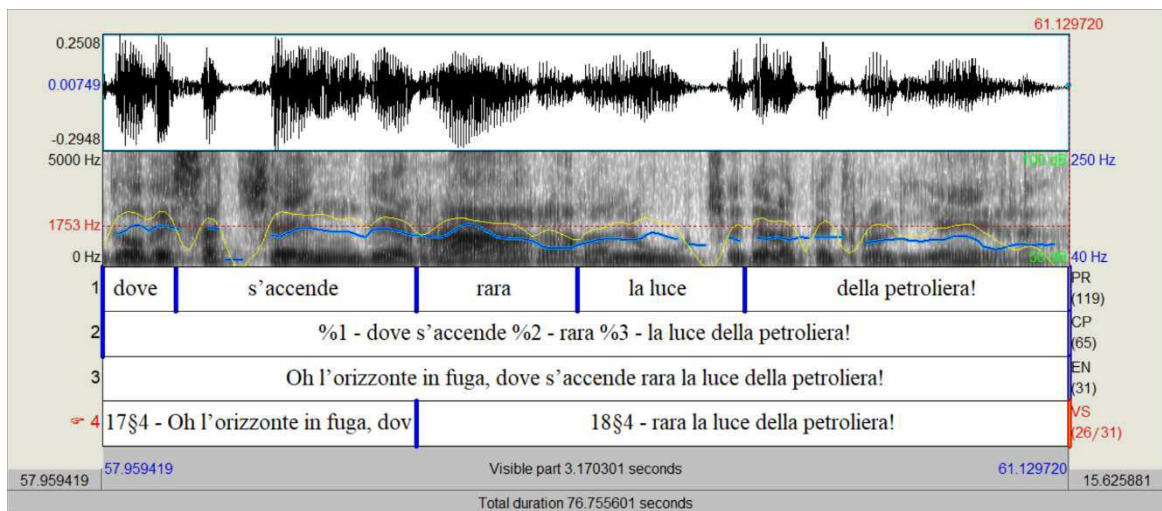 61.129720
0.2508
0.00749
-0.2948
5000 Hz 100 dB 250 Hz
1753 Hz
0 Hz 40 Hz
1 dove s'accende rara la luce della petroliera! PR (119)
2 %1 - dove s'accende %2 - rara %3 - la luce della petroliera! CP (65)
3 Oh l'orizzonte in fuga, dove s'accende rara la luce della petroliera! EN (31)
4 17§4 - Oh l'orizzonte in fuga, dov 18§4 - rara la luce della petroliera! VS (26/31)
57.959419 57.959419 Visible part 3.170301 seconds 61.129720 15.625881
Total duration 76.755601 seconds